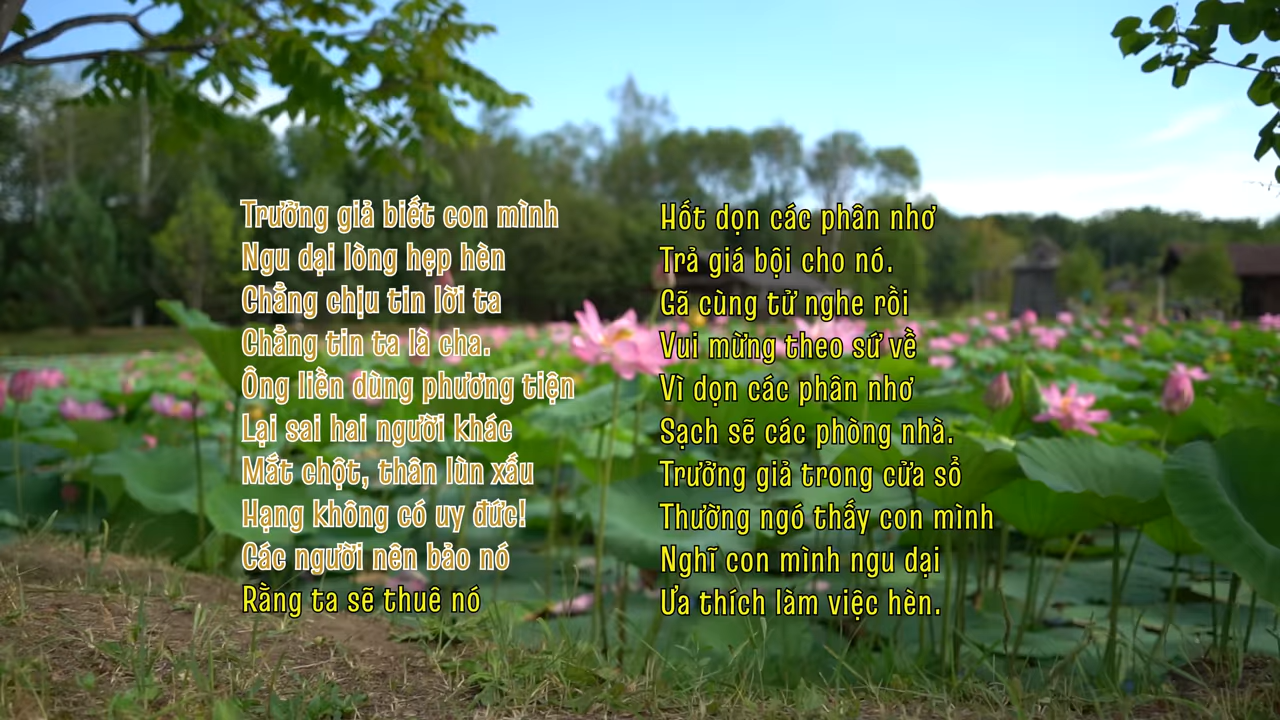 Trưởng giả biết con mình
Ngu dại lòng hẹp hèn
Chẳng chịu tin lời ta
Chẳng tin ta là cha.
Ông liền dùng phương tiện
Lại sai hai người khác
Mắt chột, thân lùn xấu
Hạng không có uy đức!
Các người nên bảo nó
Rằng ta sẽ thuê nó
Hốt dọn các phân nhơ
Trả giá bội cho nó.
Gã cùng tử nghe rồi
Vui mừng theo sứ về
Vì dọn các phân nhơ
Sạch sẽ các phòng nhà.
Trưởng giả trong cửa sổ
Thường ngó thấy con mình
Nghĩ con mình ngu dại
Ưa thích làm việc hèn.